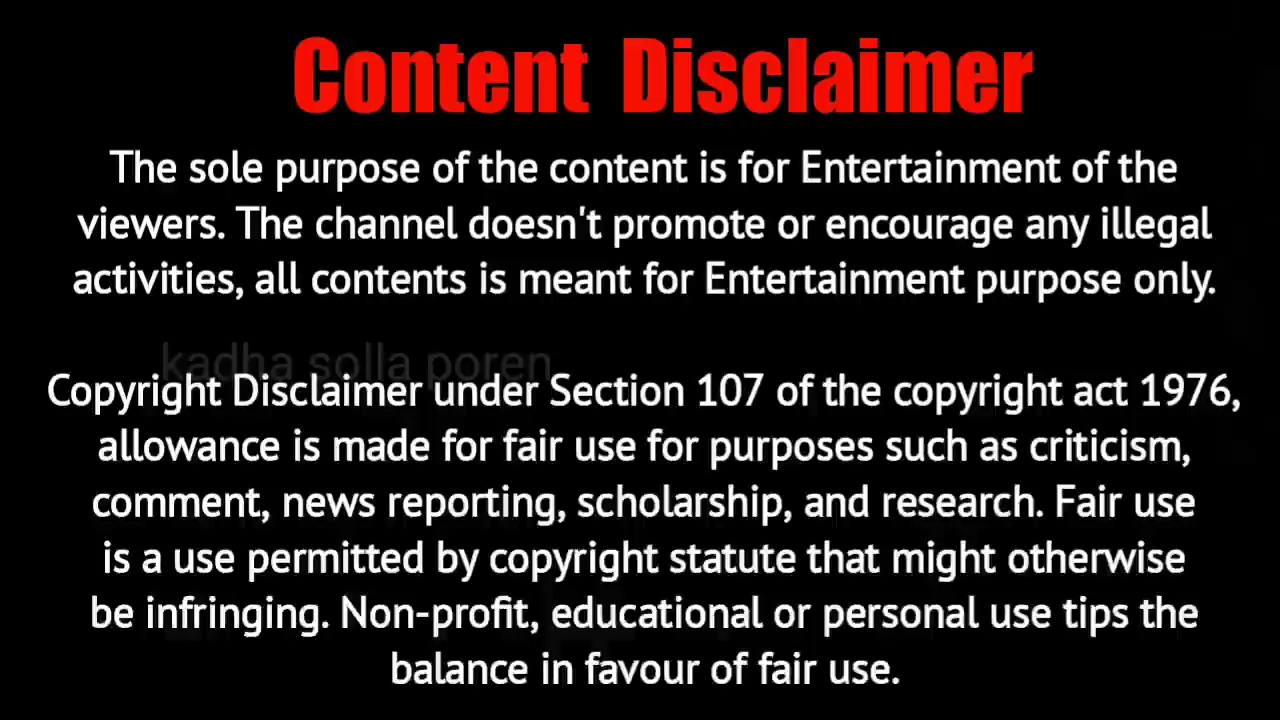 Content Disclaimer
The sole purpose of the content is for Entertainment of the
viewers. The channel doesn't promote or encourage any illegal
activities, all contents is meant for Entertainment purpose only.
kadha solla poren
Copyright Disclaimer under Section 107 of the copyright act 1976,
allowance is made for fair use for purposes such as criticism,
comment, news reporting, scholarship, and research. Fair use
is a use permitted by copyright statute that might otherwise
be infringing. Non-profit, educational or personal use tips the
balance in favour of fair use.